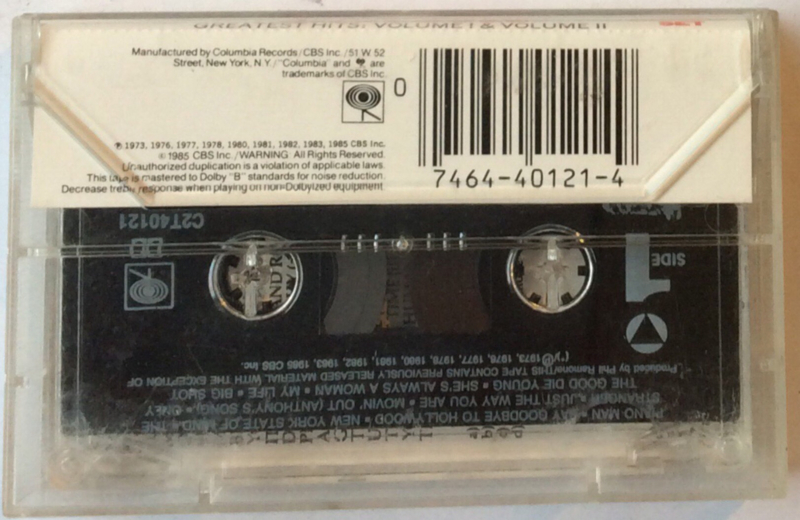 GREATEST HITS: VOLUME I & VOLUME II
SET
Manufactured by Columbia Records/CBS Inc./51 W. 52
Street, New York, N.Y./"Columbia" and are
trademarks of CBS Inc.
0
℗ 1973, 1976, 1977, 1978, 1980, 1981, 1982, 1983, 1985 CBS Inc.
© 1985 CBS Inc./WARNING: All Rights Reserved.
Unauthorized duplication is a violation of applicable laws.
This tape is mastered to Dolby "B" standards for noise reduction.
Decrease treble response when playing on non-Dolbyized equipment.
7464-40121-4
PIANO MAN • SAY GOODBYE TO HOLLYWOOD • NEW YORK STATE OF MIND • THE
STRANGER • JUST THE WAY YOU ARE • MOVIN' OUT (ANTHONY'S SONG) • ONLY
THE GOOD DIE YOUNG • SHE'S ALWAYS A WOMAN • MY LIFE • BIG SHOT
Produced by Phil Ramone/THIS TAPE CONTAINS PREVIOUSLY RELEASED MATERIAL WITH THE EXCEPTION OF
(*)/℗ 1973, 1976, 1977, 1978, 1980, 1981, 1982, 1983, 1985 CBS Inc.
SIDE
1
C2T40121